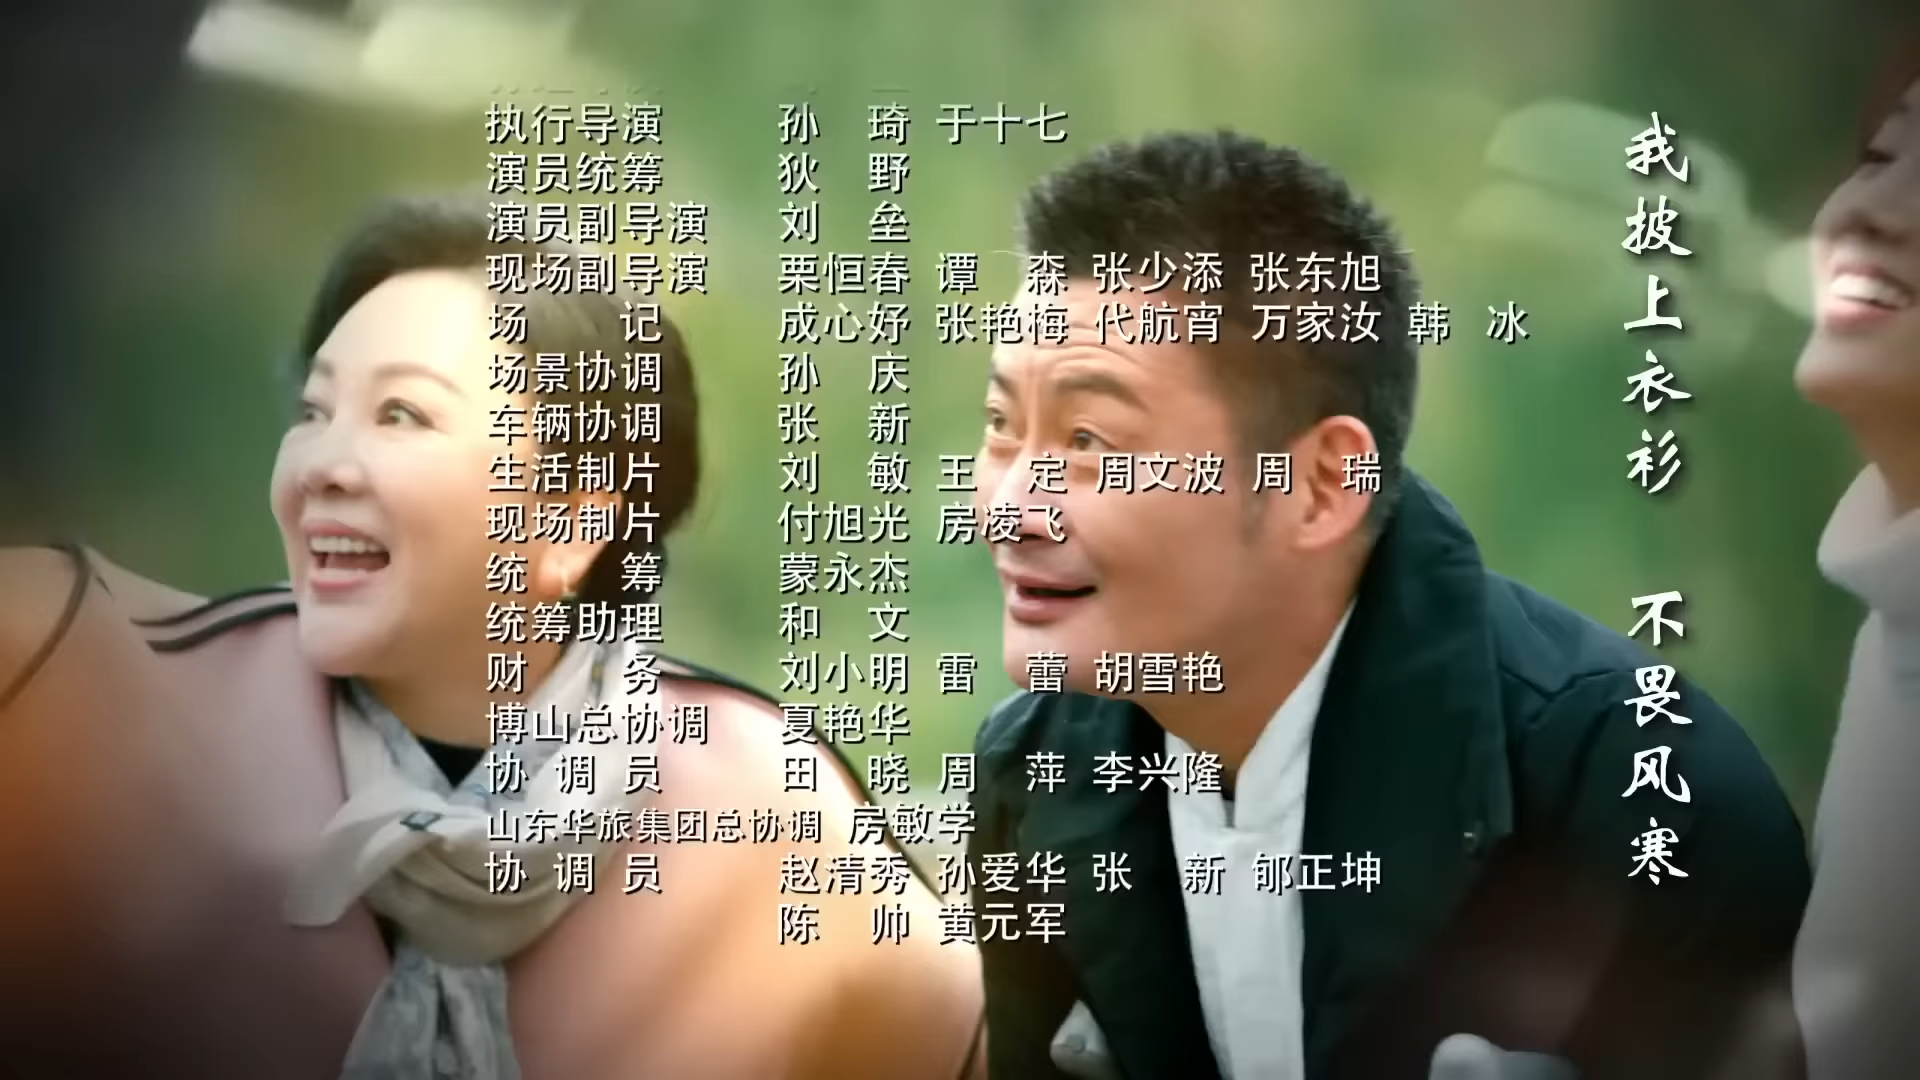 执行导演 孙琦 于十七
演员统筹 狄野
演员副导演 刘垒
现场副导演 栗恒春 谭森 张少添 张东旭
场记 成心妤 张艳梅 代航宵 万家汝 韩冰
场景协调 孙庆
车辆协调 张新
生活制片 刘敏 王定 周文波 周瑞
现场制片 付旭光 房凌飞
统筹 蒙永杰
统筹助理 和文
财务 刘小明 雷蕾 胡雪艳
博山总协调 夏艳华
协调员 田晓 周萍 李兴隆
山东华旅集团总协调 房敏学
协调员 赵清秀 孙爱华 张新 郇正坤
陈帅 黄元军
我披上衣衫 不畏风寒